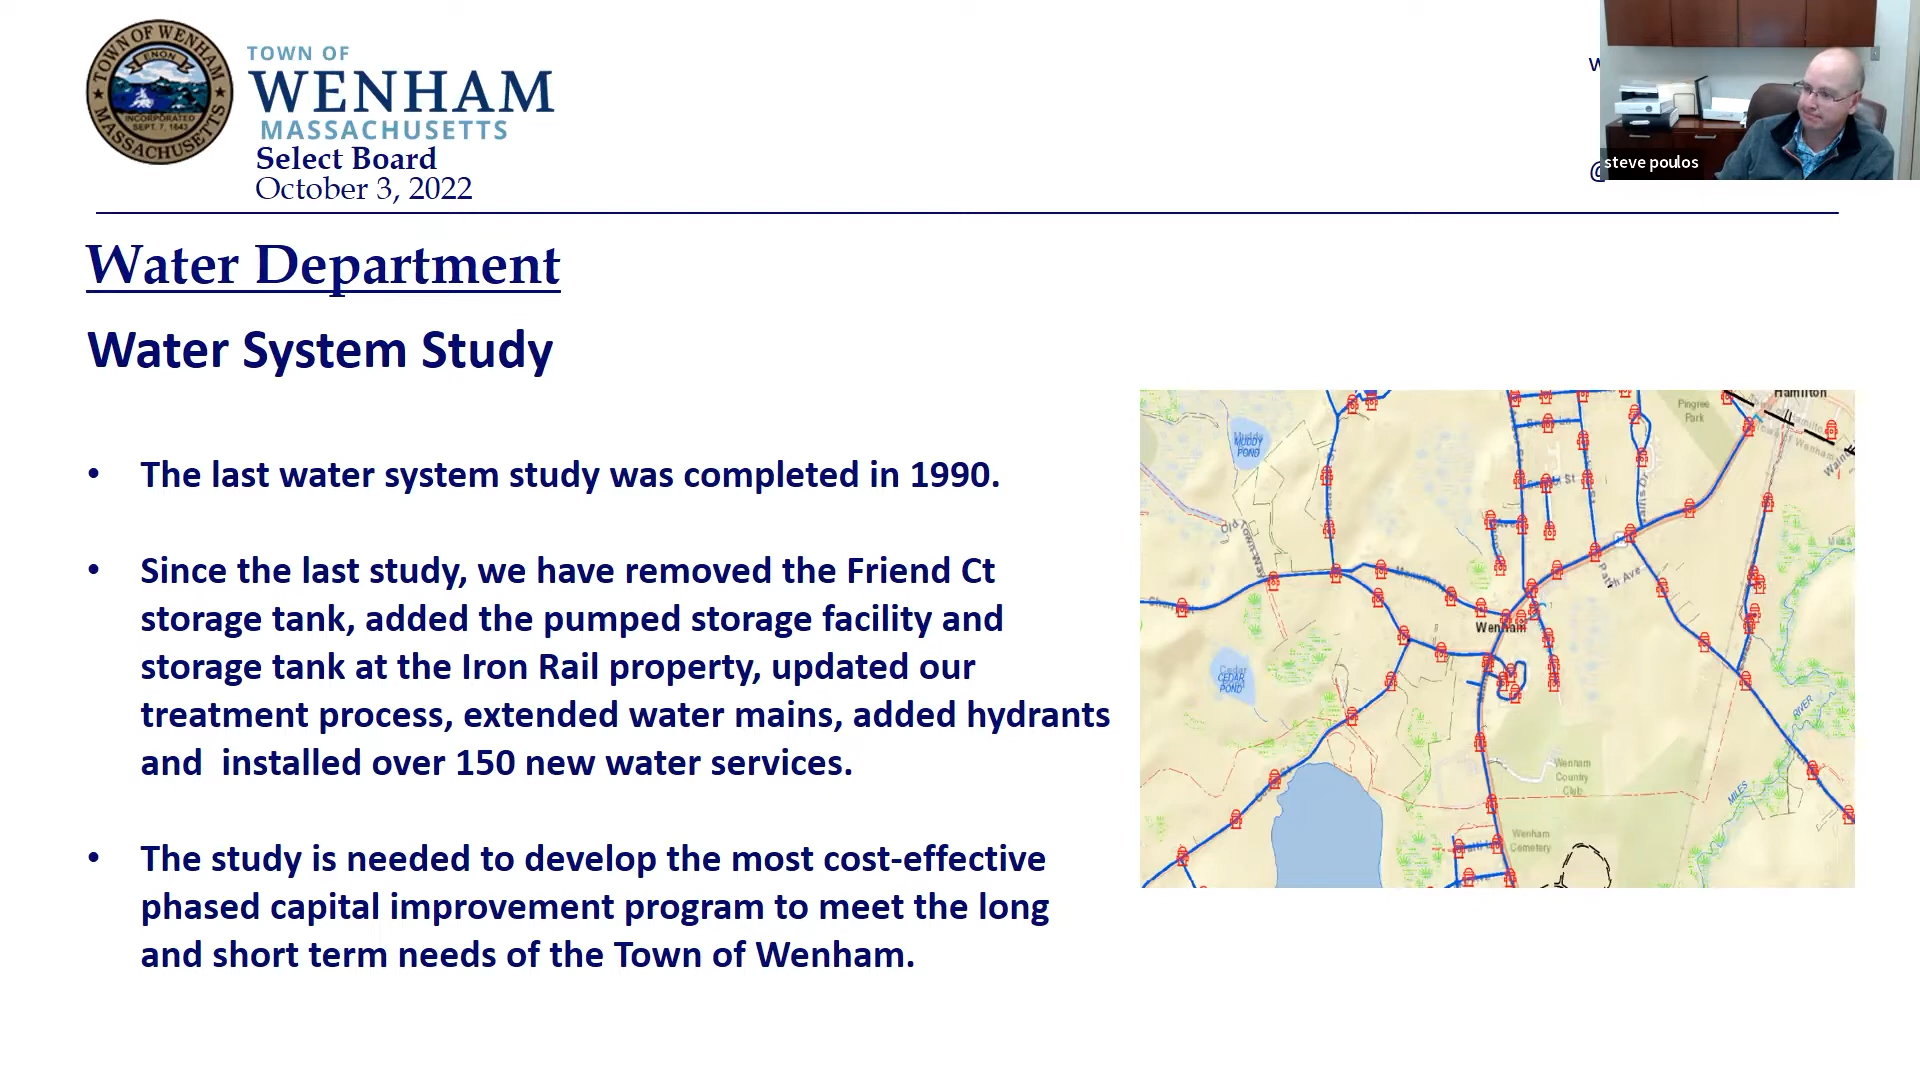 TOWN OF WENHAM
ENON
INCORPORATED
SEPT. 7, 1643
MASSACHUSETTS
TOWN OF
WENHAM
MASSACHUSETTS
Select Board
October 3, 2022
steve poulos
Water Department
Water System Study
• The last water system study was completed in 1990.
• Since the last study, we have removed the Friend Ct
storage tank, added the pumped storage facility and
storage tank at the Iron Rail property, updated our
treatment process, extended water mains, added hydrants
and  installed over 150 new water services.
• The study is needed to develop the most cost-effective
phased capital improvement program to meet the long
and short term needs of the Town of Wenham.
Hamilton
Pingree
Park
MUDDY
POND
Old Town Way
Wenham
Cedar
CEDAR
POND
RIVER
MILES
Wenham
Country
Club
Wenham
Cemetery